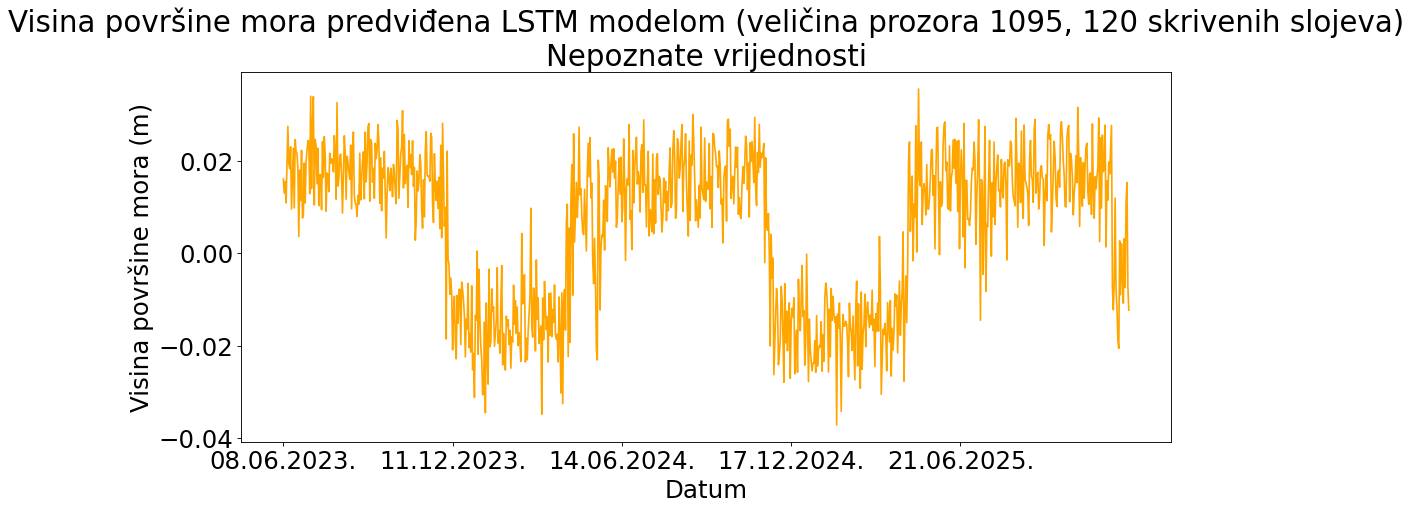 Visina površine mora predviđena LSTM modelom (veličina prozora 1095, 120 skrivenih slojeva)
Nepoznate vrijednosti
Visina površine mora (m)
0.02
0.00
−0.02
−0.04
08.06.2023. 11.12.2023. 14.06.2024. 17.12.2024. 21.06.2025.
Datum